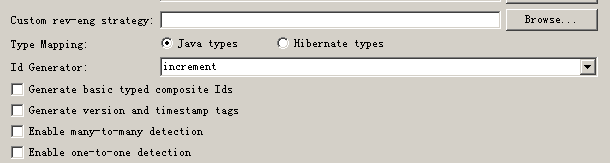 Custom rev-eng strategy: Browse...
Type Mapping: Java types Hibernate types
Id Generator: increment
Generate basic typed composite Ids
Generate version and timestamp tags
Enable many-to-many detection
Enable one-to-one detection